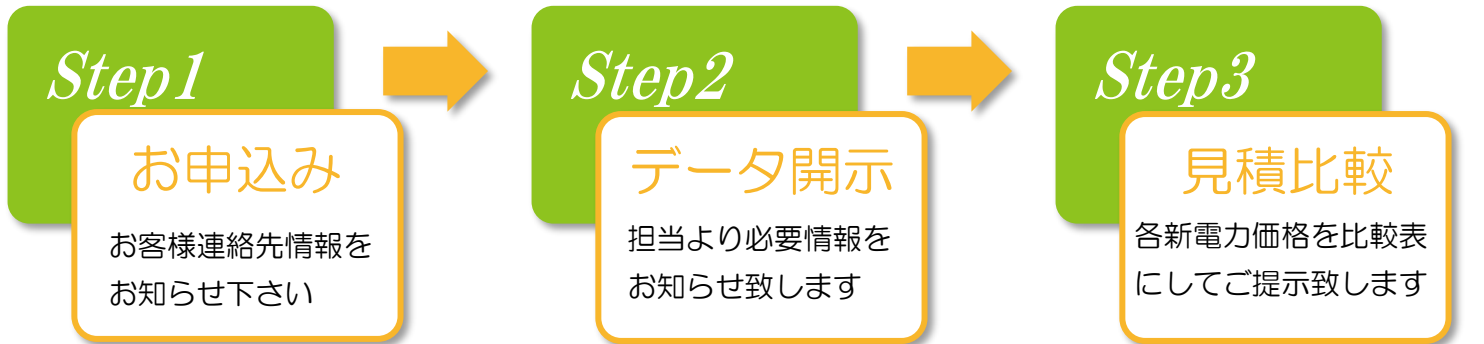 Step1
お申込み
お客様連絡先情報を
お知らせ下さい
Step2
データ開示
担当より必要情報を
お知らせ致します
Step3
見積比較
各新電力価格を比較表
にしてご提示致します